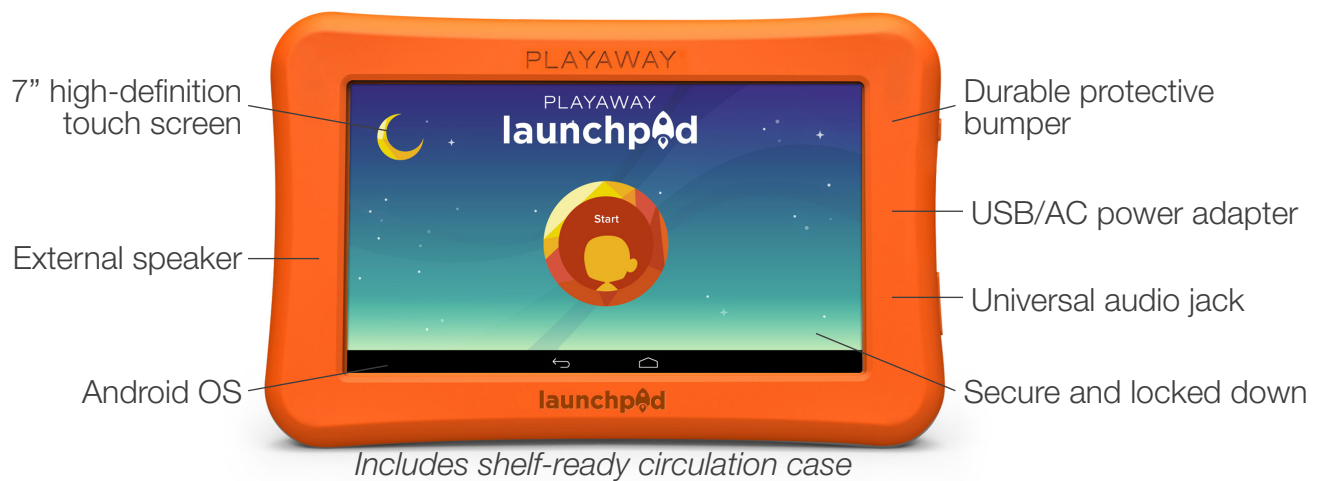 PLAYAWAY
7” high-definition
touch screen
PLAYAWAY
launchpad
Start
Durable protective
bumper
USB/AC power adapter
External speaker
Universal audio jack
Android OS
Secure and locked down
launchpad
Includes shelf-ready circulation case